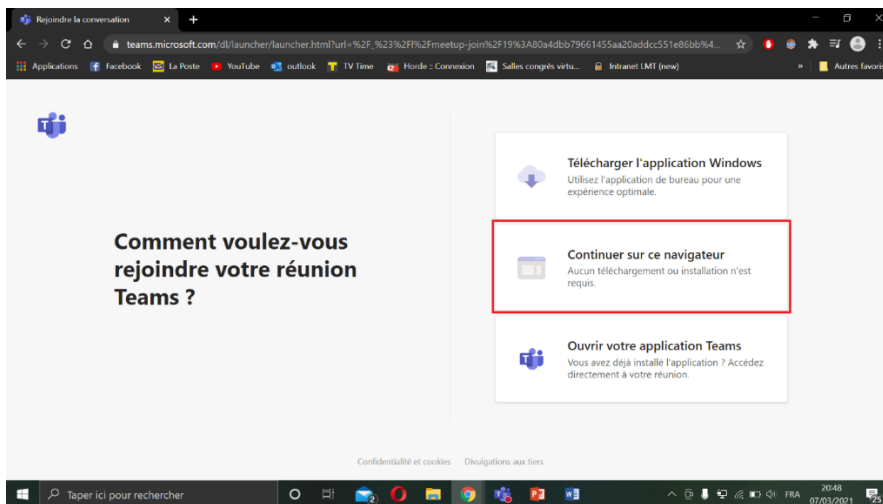 Rejoindre la conversation
teams.microsoft.com/dl/launcher/launcher.html?url=%2F_%23%2Fl%2Fmeetup-join%2F19%3A80a4dbb79661455aa20addcc551e86bb%4...
Applications Facebook La Poste YouTube outlook TV Time Horde :: Connexion Salles congrès virtu... Intranet LMT (new) » Autres favoris
Télécharger l'application Windows
Utilisez l'application de bureau pour une
expérience optimale.
Comment voulez-vous
rejoindre votre réunion
Teams ?
Continuer sur ce navigateur
Aucun téléchargement ou installation n'est
requis.
Ouvrir votre application Teams
Vous avez déjà installé l'application ? Accédez
directement à votre réunion.
Confidentialité et cookies Divulgations aux tiers
Taper ici pour rechercher
FRA
20:48
07/03/2021
25